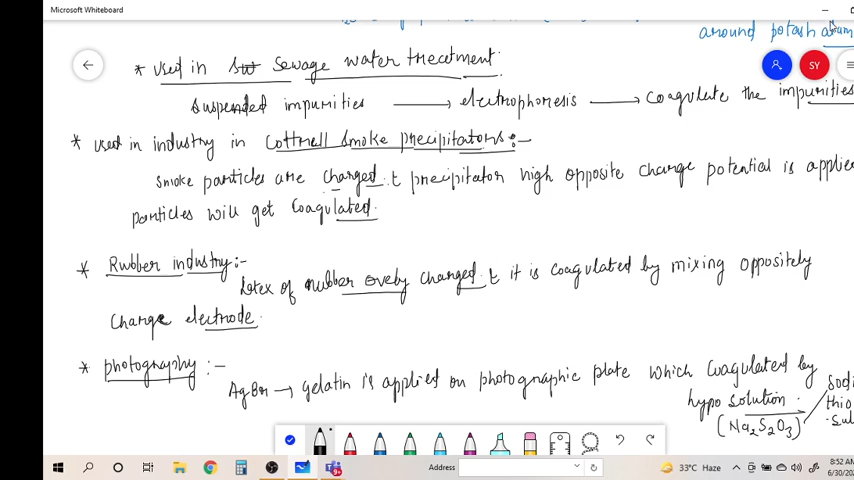 Microsoft Whiteboard
around potash alum
* used in Sewage water treatment
SY
suspended impurities → electrophoresis → coagulate the impurities
* used in industry in Cottrell Smoke precipitators :-
Smoke particles are charged & precipitator high opposite charge potential is applied
particles will get coagulated.
* Rubber industry :-
Latex of rubber charged & it is coagulated by mixing oppositely
charge electrode.
* photography :-
AgBr → gelatin is applied on photographic plate which coagulated by
hypo solution.
(Na2S2O3)
Sodi
thio
Sul
Address
9+
33°C Haze
8:52 AM
6/30/20